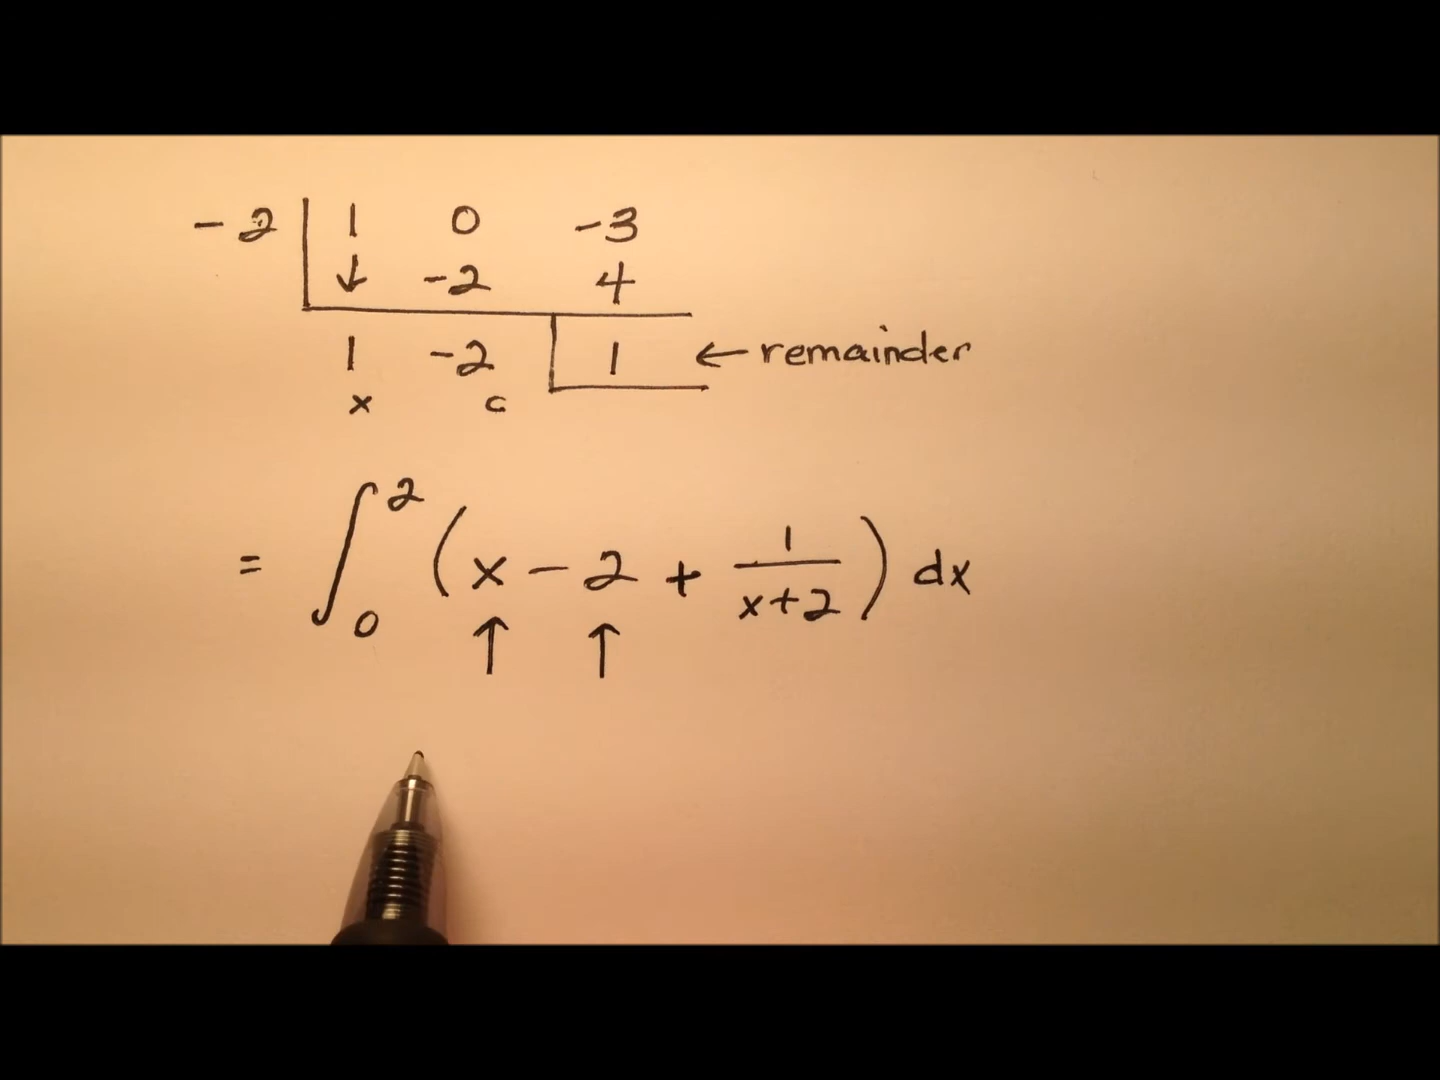 -2 | 1 0 -3
↓ -2 4
1 -2 | 1 ← remainder
x c
= ∫₀² (x - 2 + 1/(x+2)) dx
↑ ↑